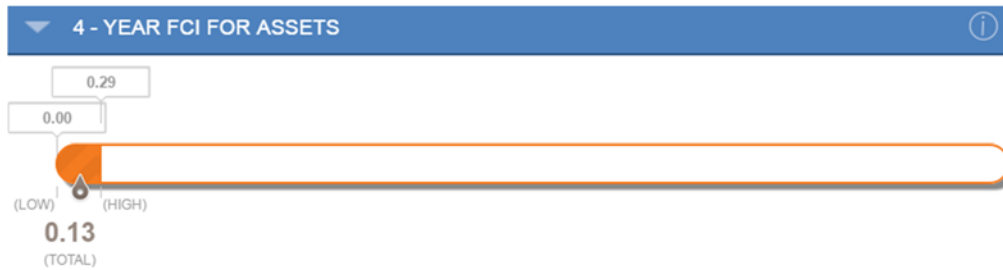 4 - YEAR FCI FOR ASSETS
0.29
0.00
(LOW) (HIGH)
0.13
(TOTAL)